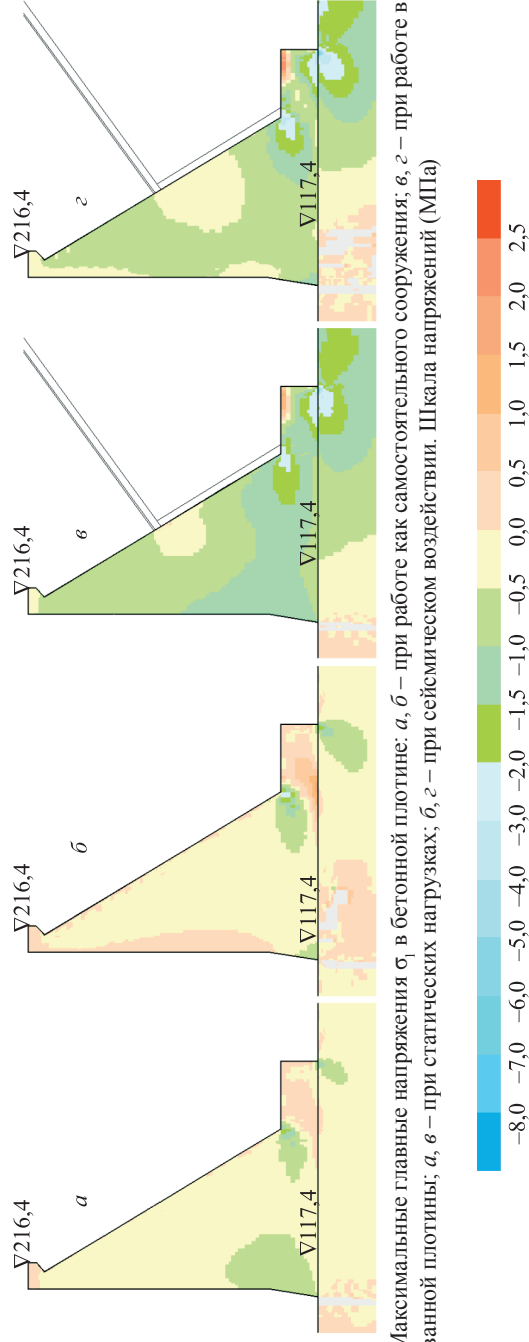 ∇216,4
а
∇117,4
∇216,4
б
∇117,4
∇216,4
в
∇117,4
∇216,4
г
∇117,4
Максимальные главные напряжения σ1 в бетонной плотине: а, б – при работе как самостоятельного сооружения; в, г – при работе в
ванной плотины; а, в – при статических нагрузках; б, г – при сейсмическом воздействии. Шкала напряжений (МПа)
–8,0 –7,0 –6,0 –5,0 –4,0 –3,0 –2,0 –1,5 –1,0 –0,5 0,0 0,5 1,0 1,5 2,0 2,5